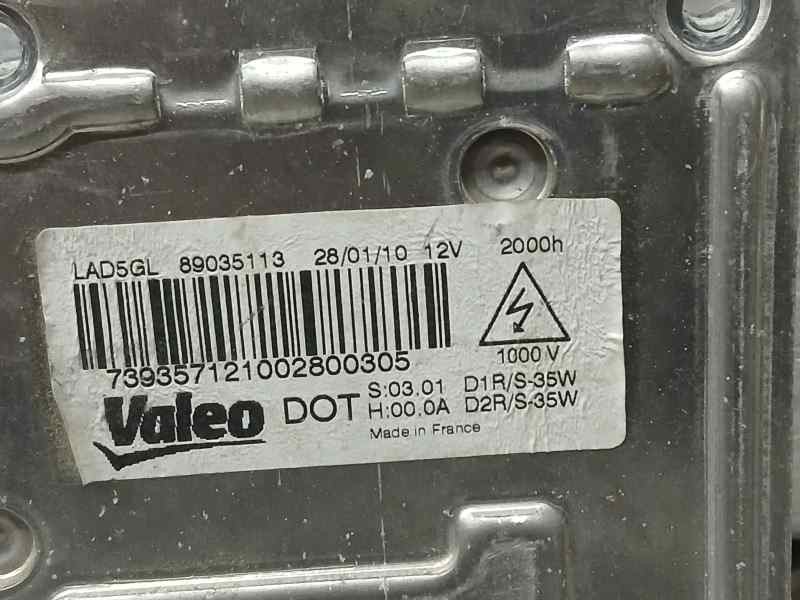 LAD5GL 89035113 28/01/10 12V 2000h
739357121002800305
1000 V
Valeo DOT S:03.01 D1R/S-35W
H:00.0A D2R/S-35W
Made in France